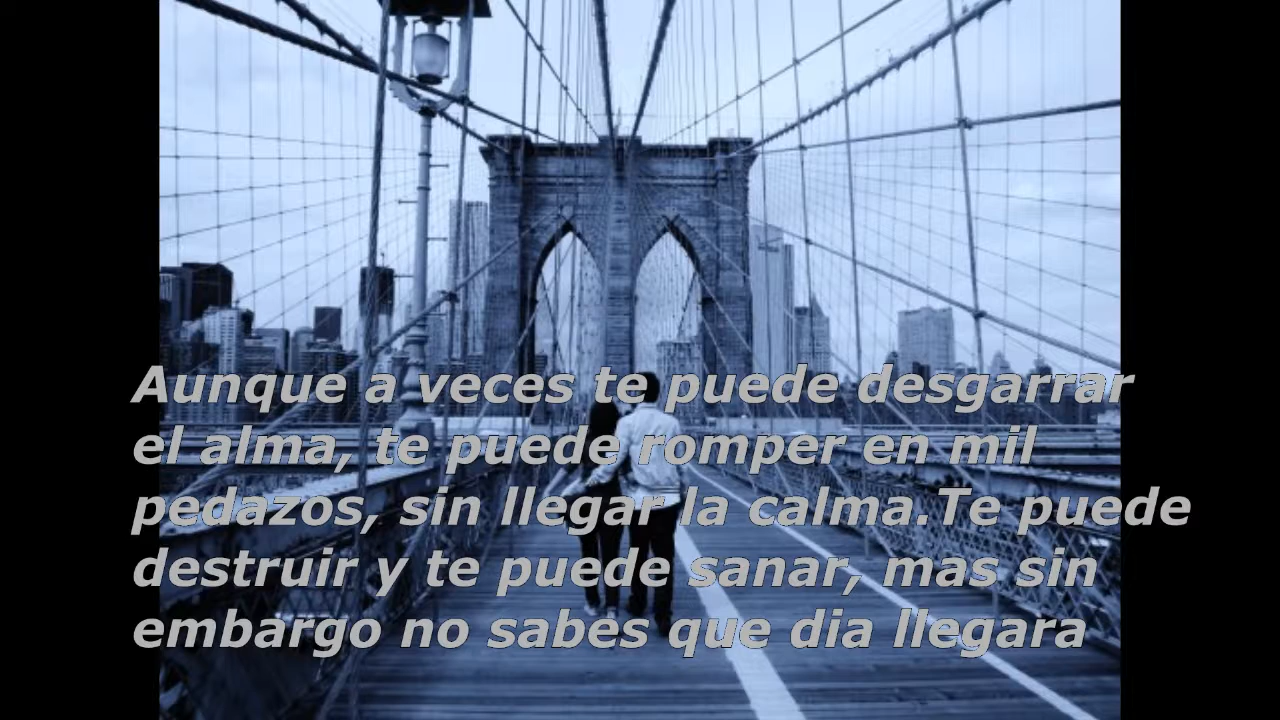 Aunque a veces te puede desgarrar
el alma, te puede romper en mil
pedazos, sin llegar la calma.Te puede
destruir y te puede sanar, mas sin
embargo no sabes que dia llegara